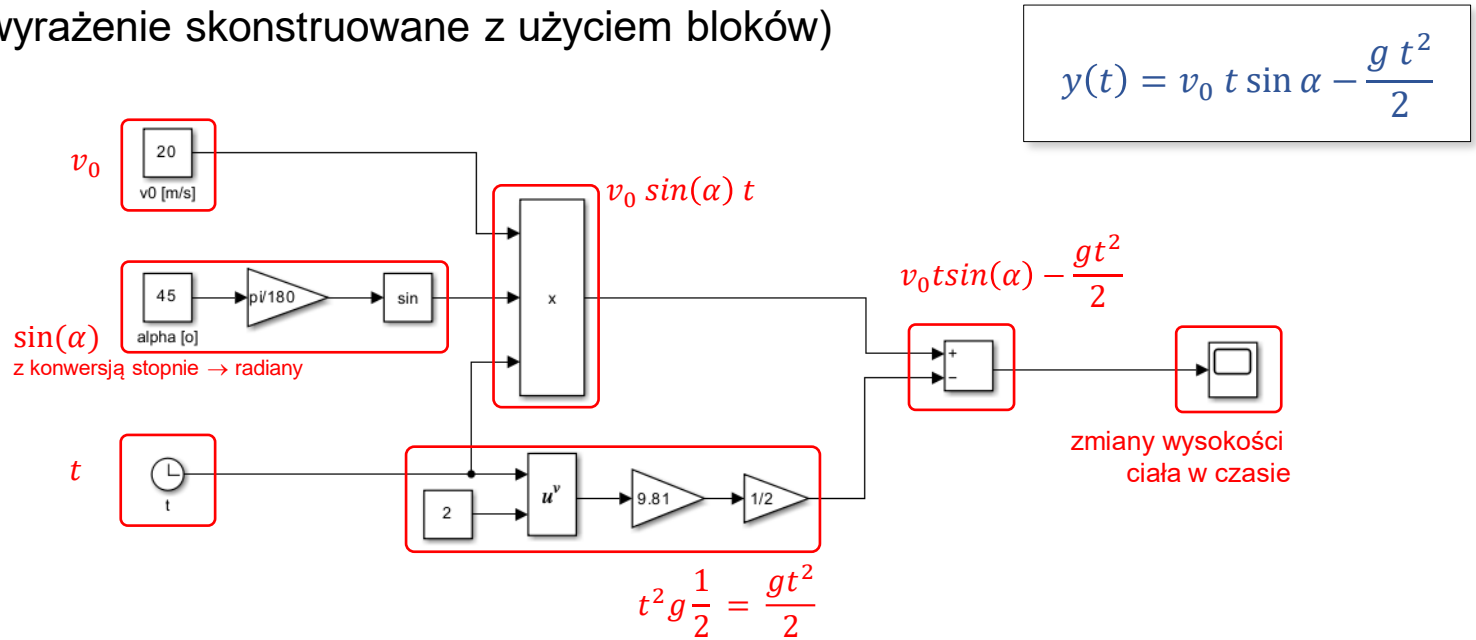 wyrażenie skonstruowane z użyciem bloków)
y(t) = v₀ t sin α − g t² / 2
v₀
20
v0 [m/s]
v₀ sin(α) t
45
alpha [o]
pi/180
sin
x
sin(α)
z konwersją stopnie → radiany
v₀tsin(α) − gt² / 2
+
−
zmiany wysokości
ciała w czasie
t
t
2
uᵛ
9.81
1/2
t² g 1/2 = gt² / 2